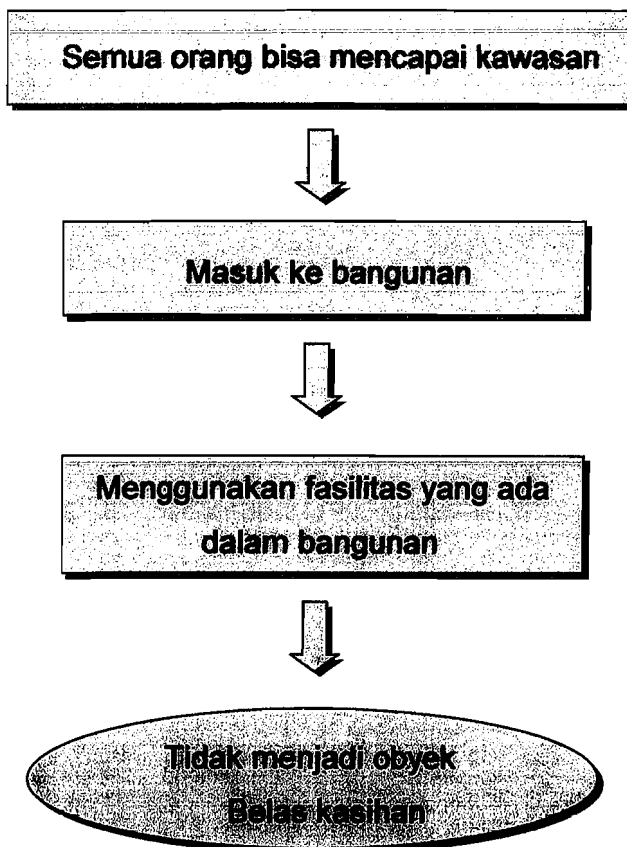 Semua orang bisa mencapai kawasan
Masuk ke bangunan
Menggunakan fasilitas yang ada
dalam bangunan
Tidak menjadi obyek
Belas kasihan